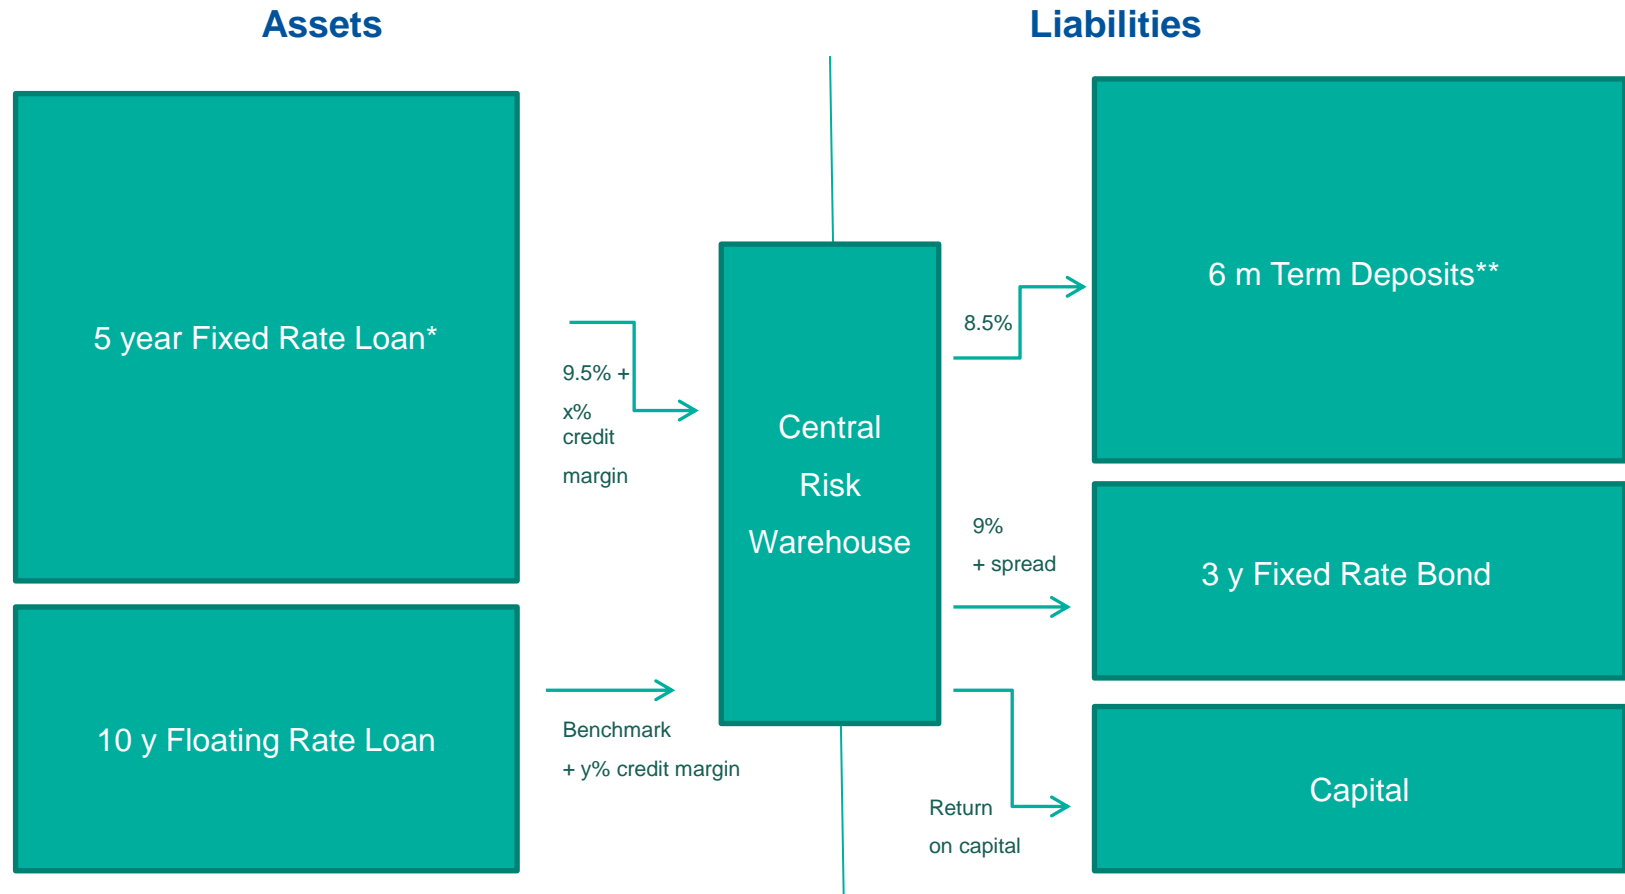 Assets
Liabilities
5 year Fixed Rate Loan*
9.5% +
x%
credit
margin
10 y Floating Rate Loan
Benchmark
+ y% credit margin
Central
Risk
Warehouse
8.5%
6 m Term Deposits**
9%
+ spread
3 y Fixed Rate Bond
Return
on capital
Capital